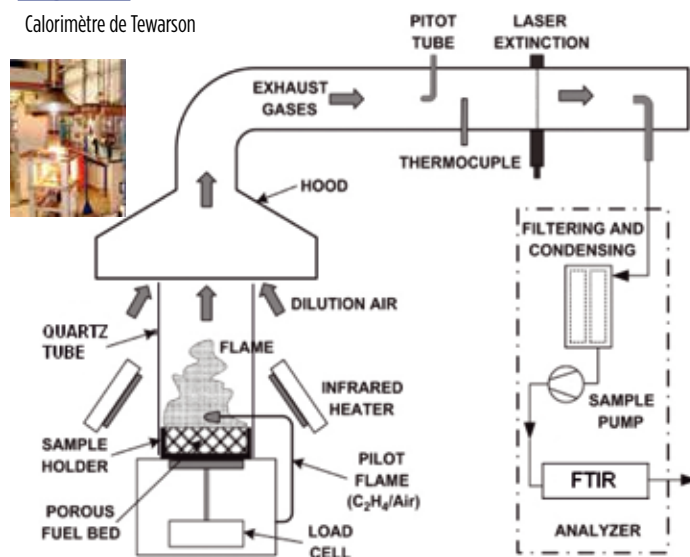 Calorimètre de Tewarson
PITOT
TUBE
LASER
EXTINCTION
EXHAUST
GASES
THERMOCUPLE
HOOD
FILTERING AND
CONDENSING
DILUTION AIR
QUARTZ
TUBE
FLAME
INFRARED
HEATER
SAMPLE
PUMP
SAMPLE
HOLDER
PILOT
FLAME
(C₂H₄/Air)
FTIR
POROUS
FUEL BED
LOAD
CELL
ANALYZER